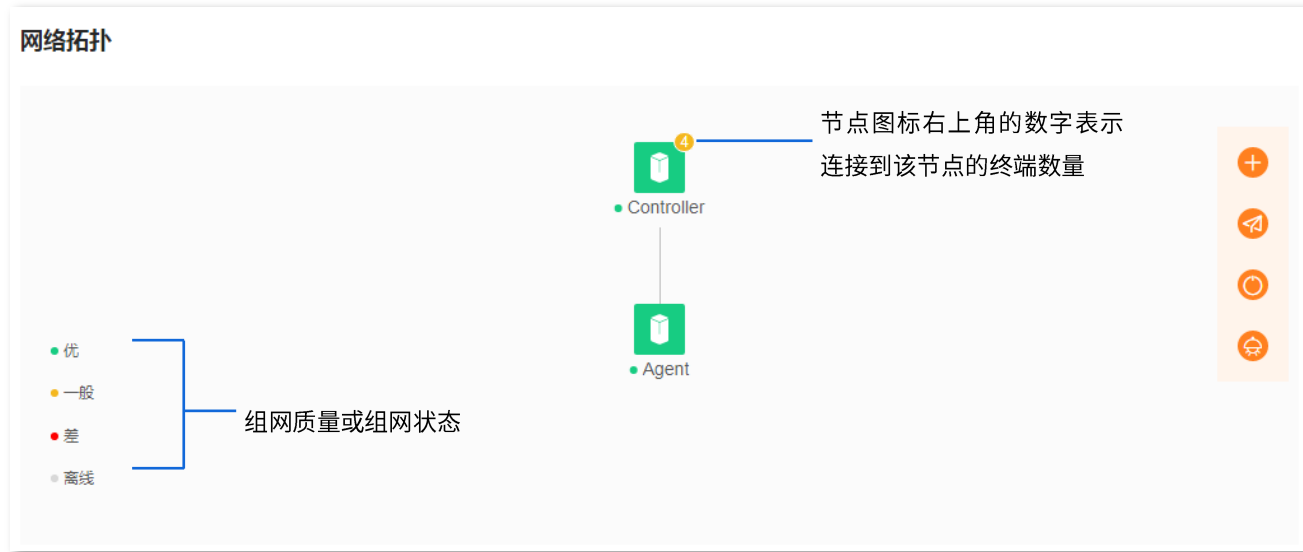 网络拓扑
4
节点图标右上角的数字表示
连接到该节点的终端数量
Controller
Agent
优
一般
差
离线
组网质量或组网状态